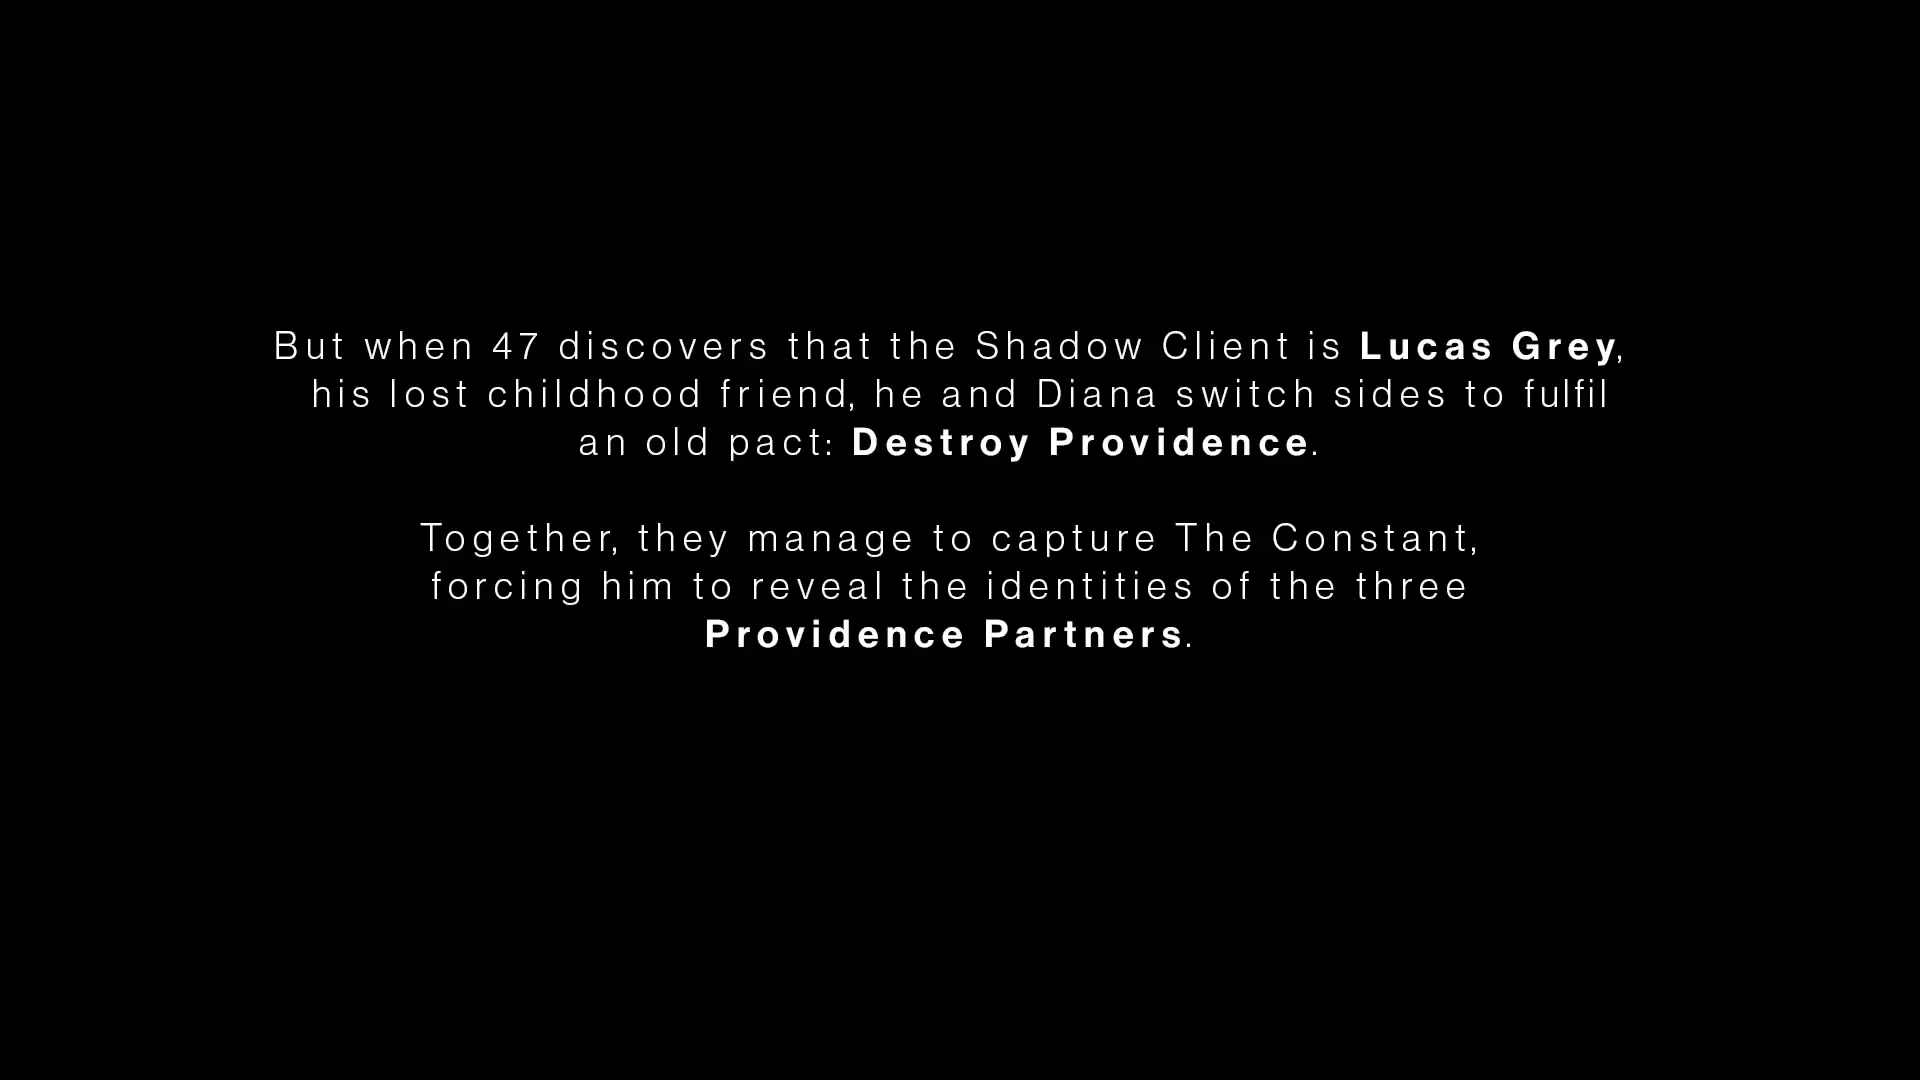 But when 47 discovers that the Shadow Client is Lucas Grey,
his lost childhood friend, he and Diana switch sides to fulfil
an old pact: Destroy Providence.
Together, they manage to capture The Constant,
forcing him to reveal the identities of the three
Providence Partners.